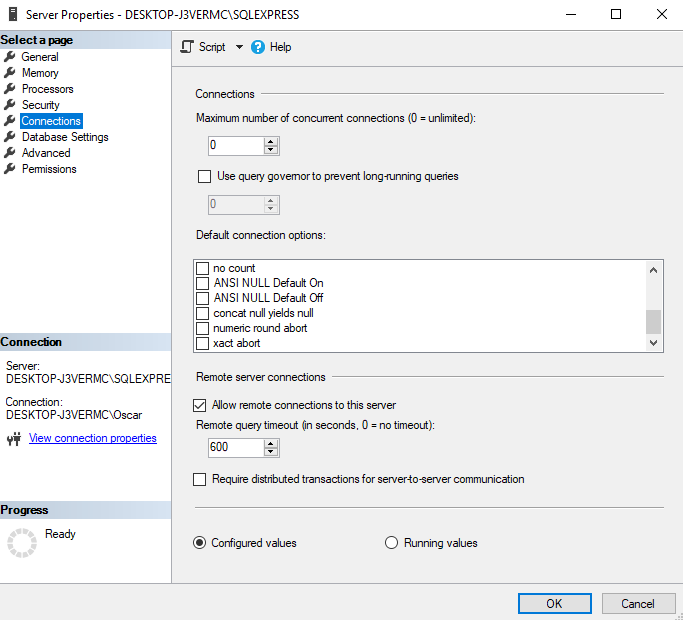 Server Properties - DESKTOP-J3VERMC\SQLEXPRESS
Select a page
General
Memory
Processors
Security
Connections
Database Settings
Advanced
Permissions
Connection
Server:
DESKTOP-J3VERMC\SQLEXPRE
Connection:
DESKTOP-J3VERMC\Oscar
View connection properties
Progress
Ready
Script
Help
Connections
Maximum number of concurrent connections (0 = unlimited):
0
Use query governor to prevent long-running queries
0
Default connection options:
no count
ANSI NULL Default On
ANSI NULL Default Off
concat null yields null
numeric round abort
xact abort
Remote server connections
Allow remote connections to this server
Remote query timeout (in seconds, 0 = no timeout):
600
Require distributed transactions for server-to-server communication
Configured values
Running values
OK
Cancel